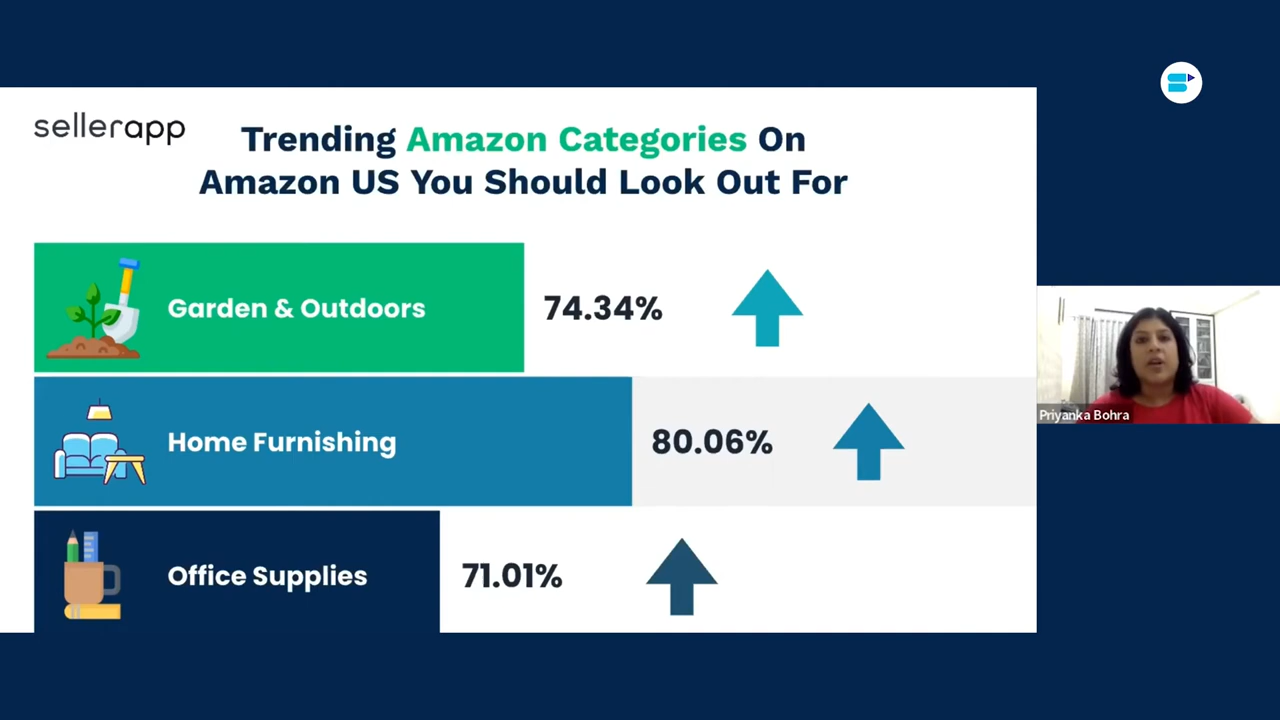 sellerapp
Trending Amazon Categories On
Amazon US You Should Look Out For
Garden & Outdoors
74.34%
Home Furnishing
80.06%
Office Supplies
71.01%
Priyanka Bohra